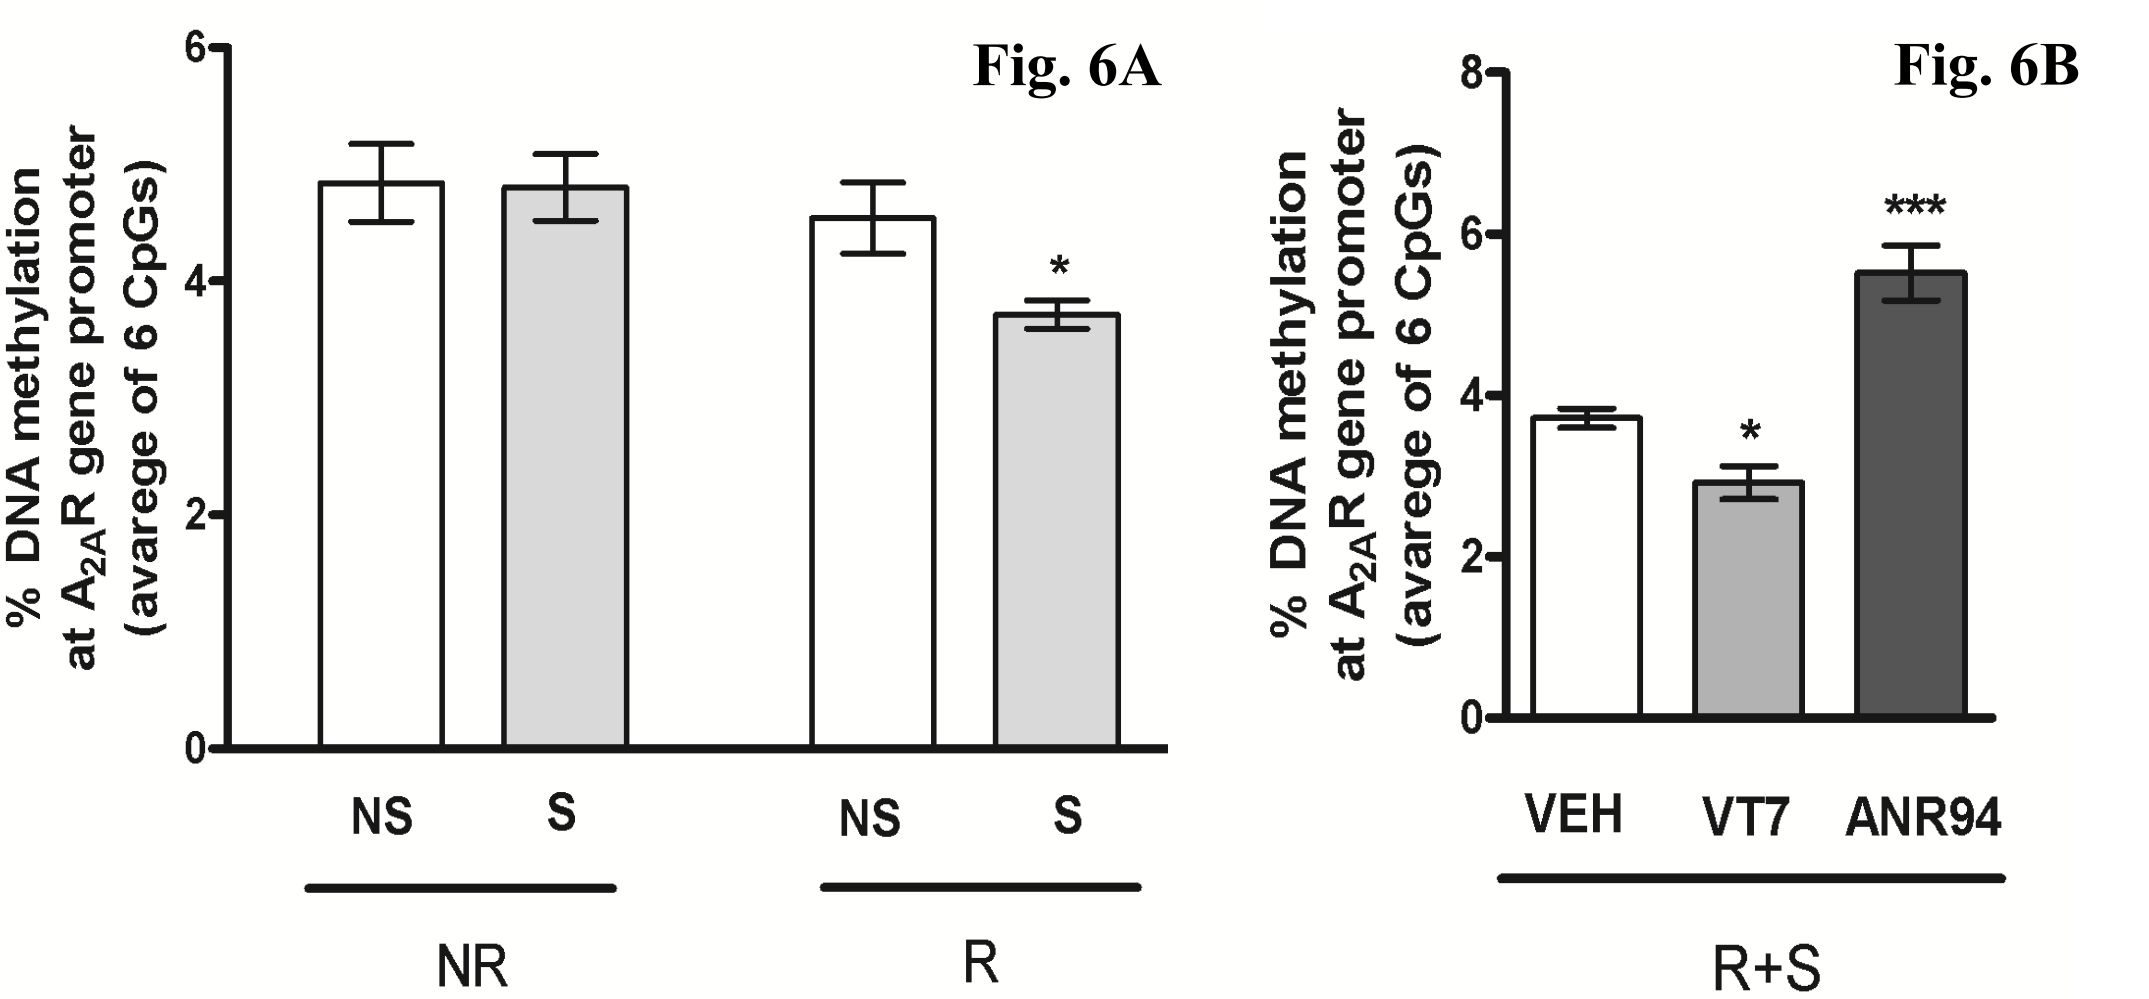 Fig. 6A
% DNA methylation
at A2AR gene promoter
(avarege of 6 CpGs)
6
4
2
0
*
NS S NS S
NR R
Fig. 6B
% DNA methylation
at A2AR gene promoter
(avarege of 6 CpGs)
8
6
4
2
0
*
***
VEH VT7 ANR94
R+S